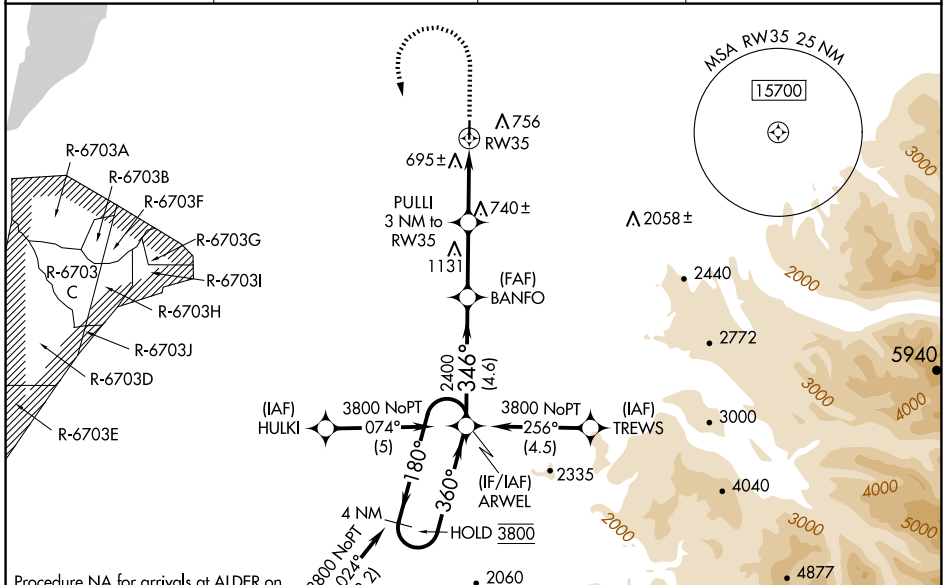 MSA RW35 25 NM
15700
756
RW35
695±
R-6703A
R-6703B
R-6703F
R-6703G
R-6703
C
R-6703I
R-6703H
R-6703J
R-6703D
R-6703E
PULLI
3 NM to
RW35
740±
1131
2058±
3000
2000
(FAF)
BANFO
2440
2772
5940
3000
4000
2400
346°
(4.6)
(IAF)
HULKI
3800 NoPT
074°
(5)
3800 NoPT
256°
(4.5)
(IAF)
TREWS
3000
(IF/IAF)
ARWEL
2335
4040
4000
180°
360°
4 NM
HOLD 3800
2000
3000
5000
3800 NoPT
024°
2060
4877
Procedure NA for arrivals at ALDER on